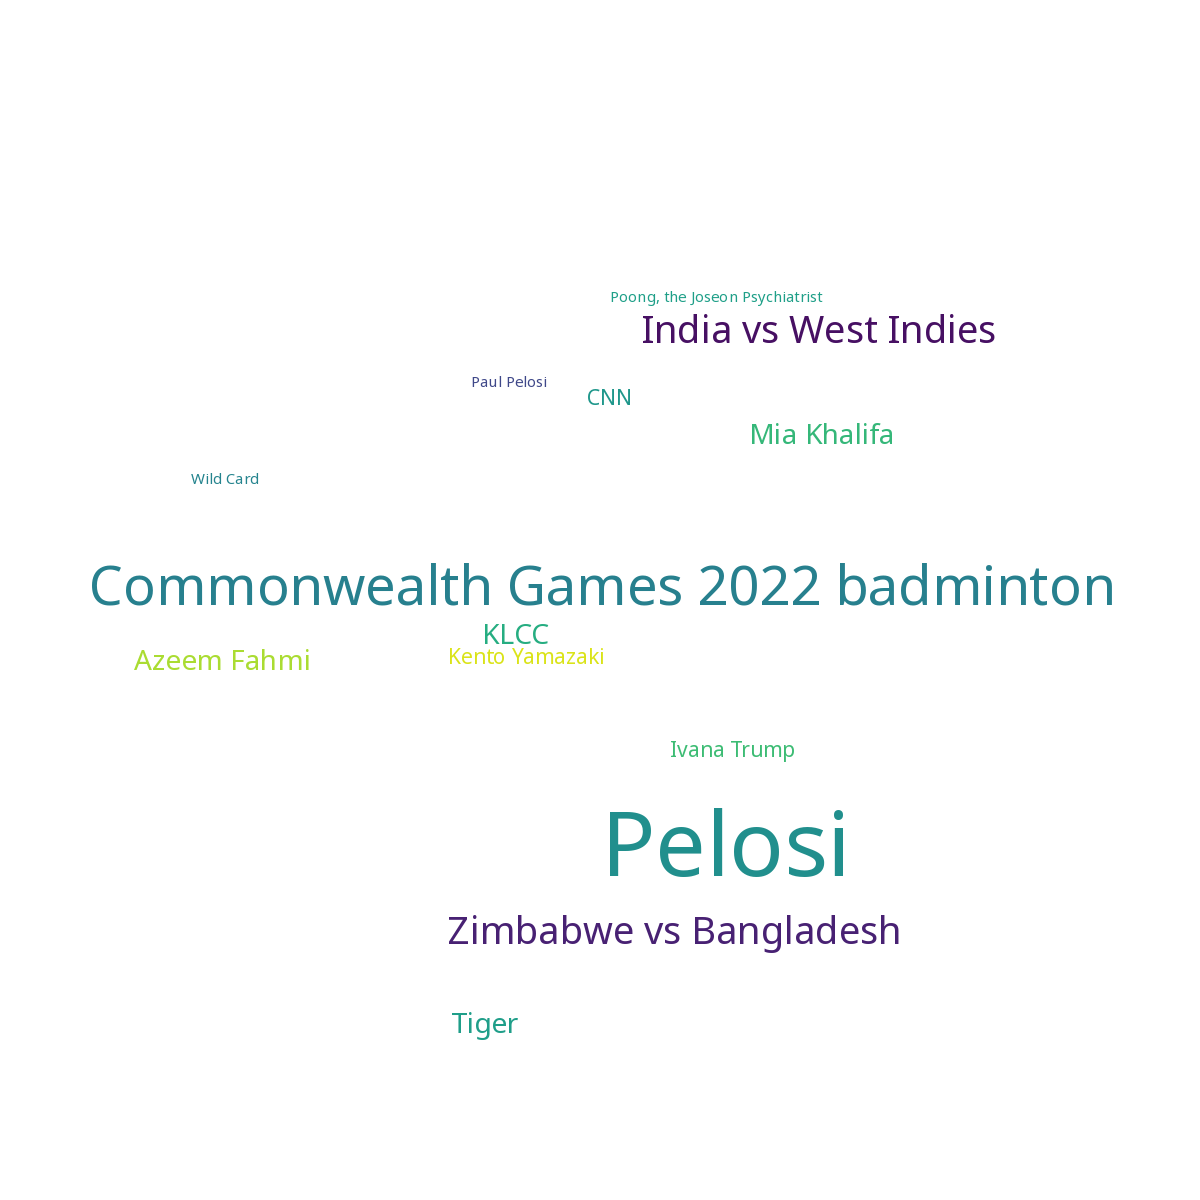 Poong, the Joseon Psychiatrist
India vs West Indies
Paul Pelosi
CNN
Mia Khalifa
Wild Card
Commonwealth Games 2022 badminton
KLCC
Kento Yamazaki
Azeem Fahmi
Ivana Trump
Pelosi
Zimbabwe vs Bangladesh
Tiger